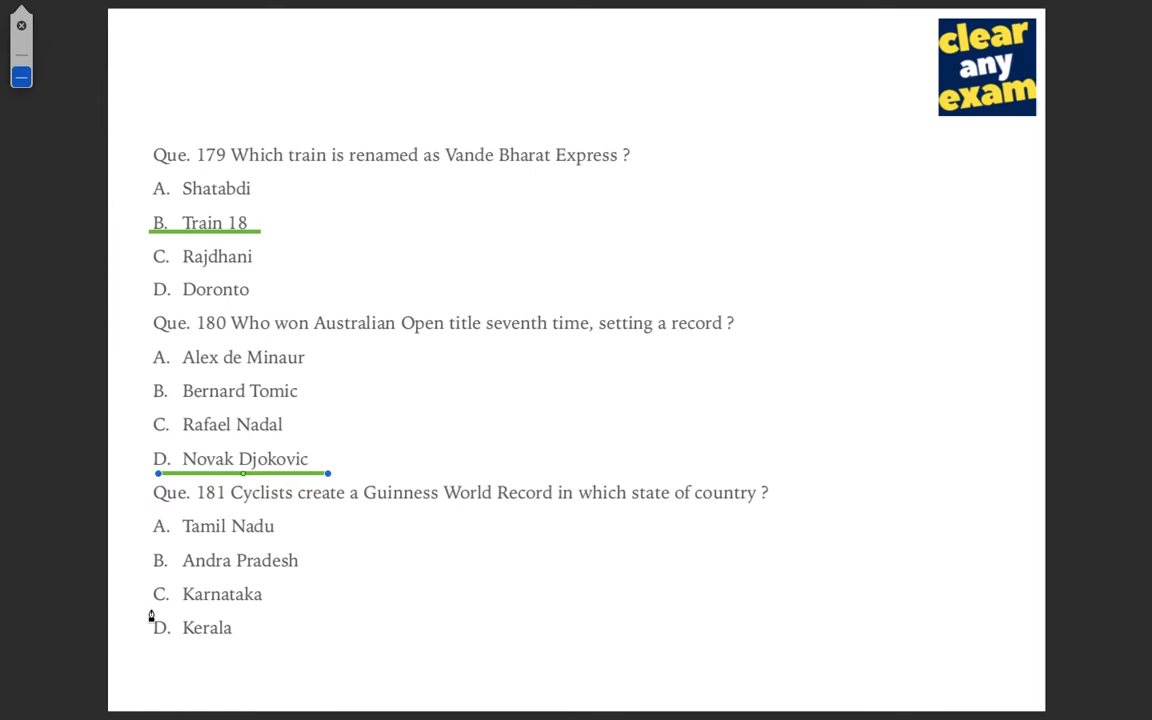 clear
any
exam
Que. 179 Which train is renamed as Vande Bharat Express ?
A. Shatabdi
B. Train 18
C. Rajdhani
D. Doronto
Que. 180 Who won Australian Open title seventh time, setting a record ?
A. Alex de Minaur
B. Bernard Tomic
C. Rafael Nadal
D. Novak Djokovic
Que. 181 Cyclists create a Guinness World Record in which state of country ?
A. Tamil Nadu
B. Andra Pradesh
C. Karnataka
D. Kerala